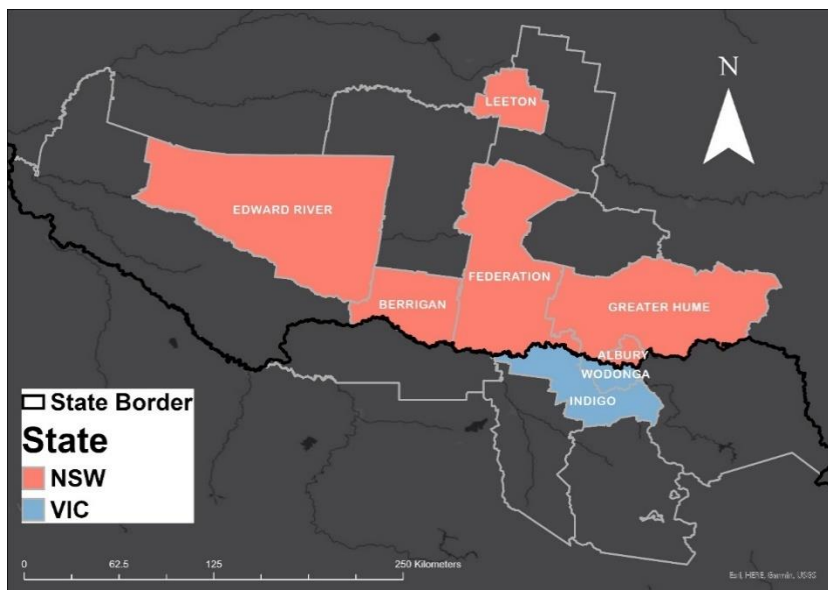 N
LEETON
EDWARD RIVER
FEDERATION
BERRIGAN
GREATER HUME
ALBURY
WODONGA
INDIGO
State Border
State
NSW
VIC
0 62.5 125 250 Kilometers
Esri, HERE, Garmin, USGS